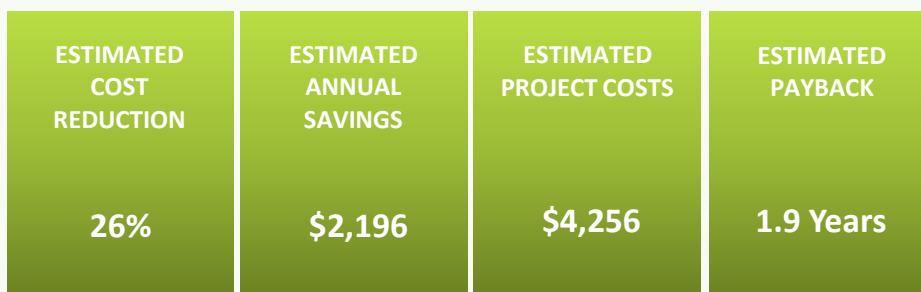 ESTIMATED
COST
REDUCTION
26%
ESTIMATED
ANNUAL
SAVINGS
$2,196
ESTIMATED
PROJECT COSTS
$4,256
ESTIMATED
PAYBACK
1.9 Years